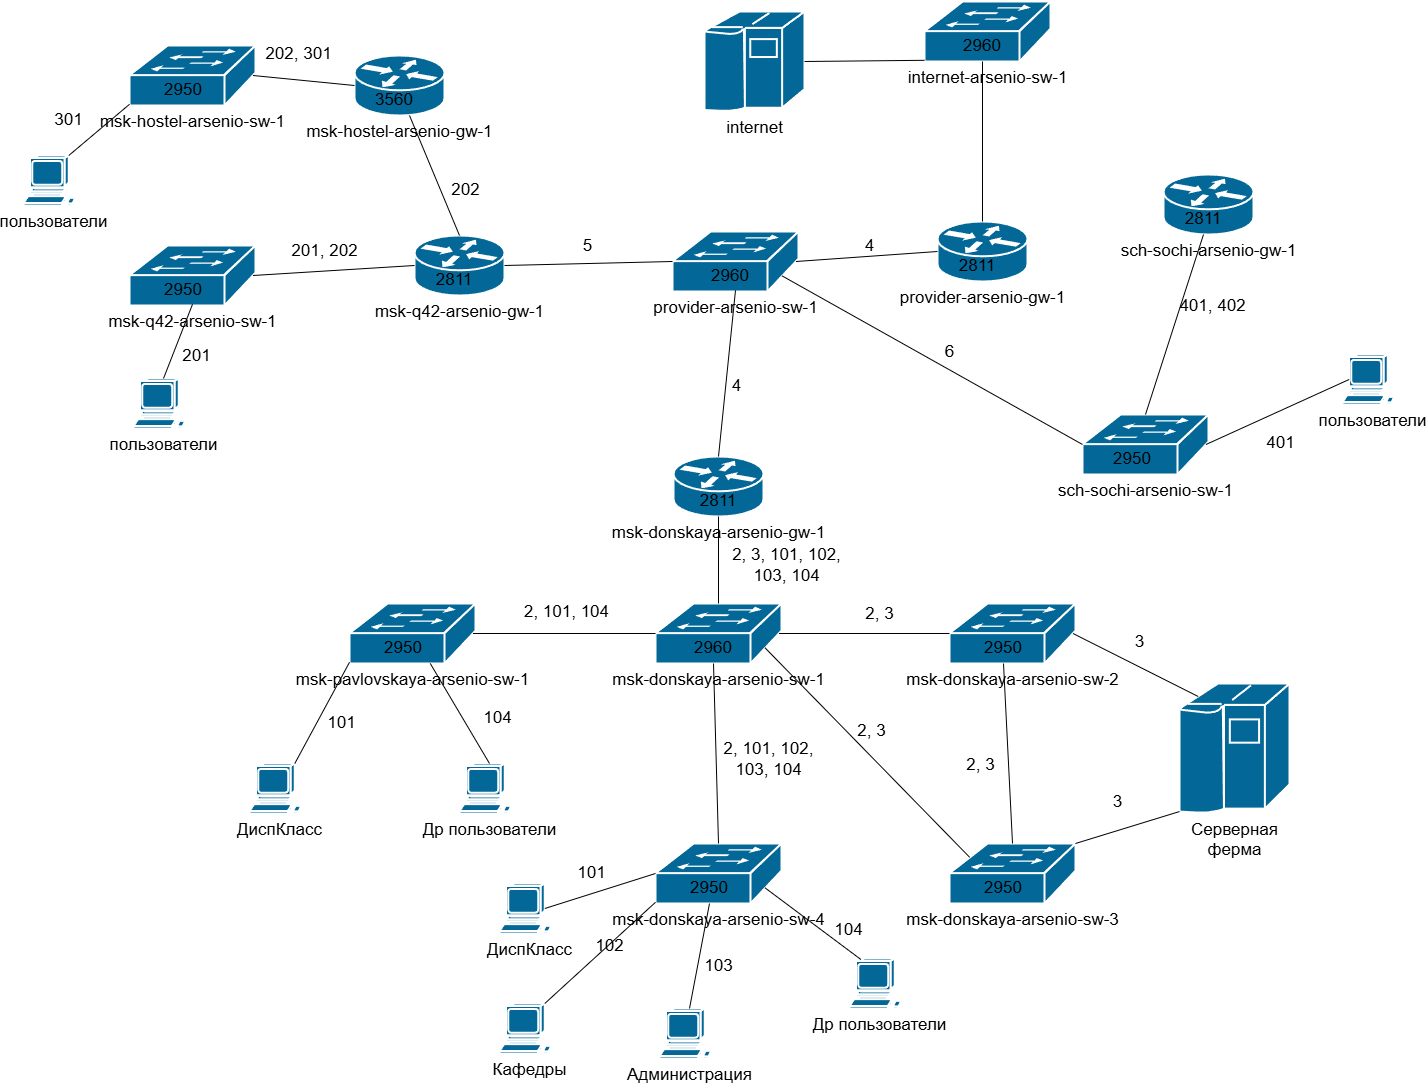 2960
internet-arsenio-sw-1
internet
202, 301
2950
msk-hostel-arsenio-sw-1
3560
msk-hostel-arsenio-gw-1
301
пользователи
202
2811
sch-sochi-arsenio-gw-1
201, 202
2950
msk-q42-arsenio-sw-1
2811
msk-q42-arsenio-gw-1
5
2960
provider-arsenio-sw-1
4
2811
provider-arsenio-gw-1
401, 402
201
пользователи
4
6
пользователи
401
2950
sch-sochi-arsenio-sw-1
2811
msk-donskaya-arsenio-gw-1
2, 3, 101, 102,
103, 104
2, 101, 104
2, 3
2950
msk-pavlovskaya-arsenio-sw-1
2960
msk-donskaya-arsenio-sw-1
2950
msk-donskaya-arsenio-sw-2
3
101
104
2, 101, 102,
103, 104
2, 3
2, 3
3
ДиспКласс
Др пользователи
Серверная
ферма
101
2950
msk-donskaya-arsenio-sw-4
2950
msk-donskaya-arsenio-sw-3
ДиспКласс
102
103
104
Кафедры
Администрация
Др пользователи